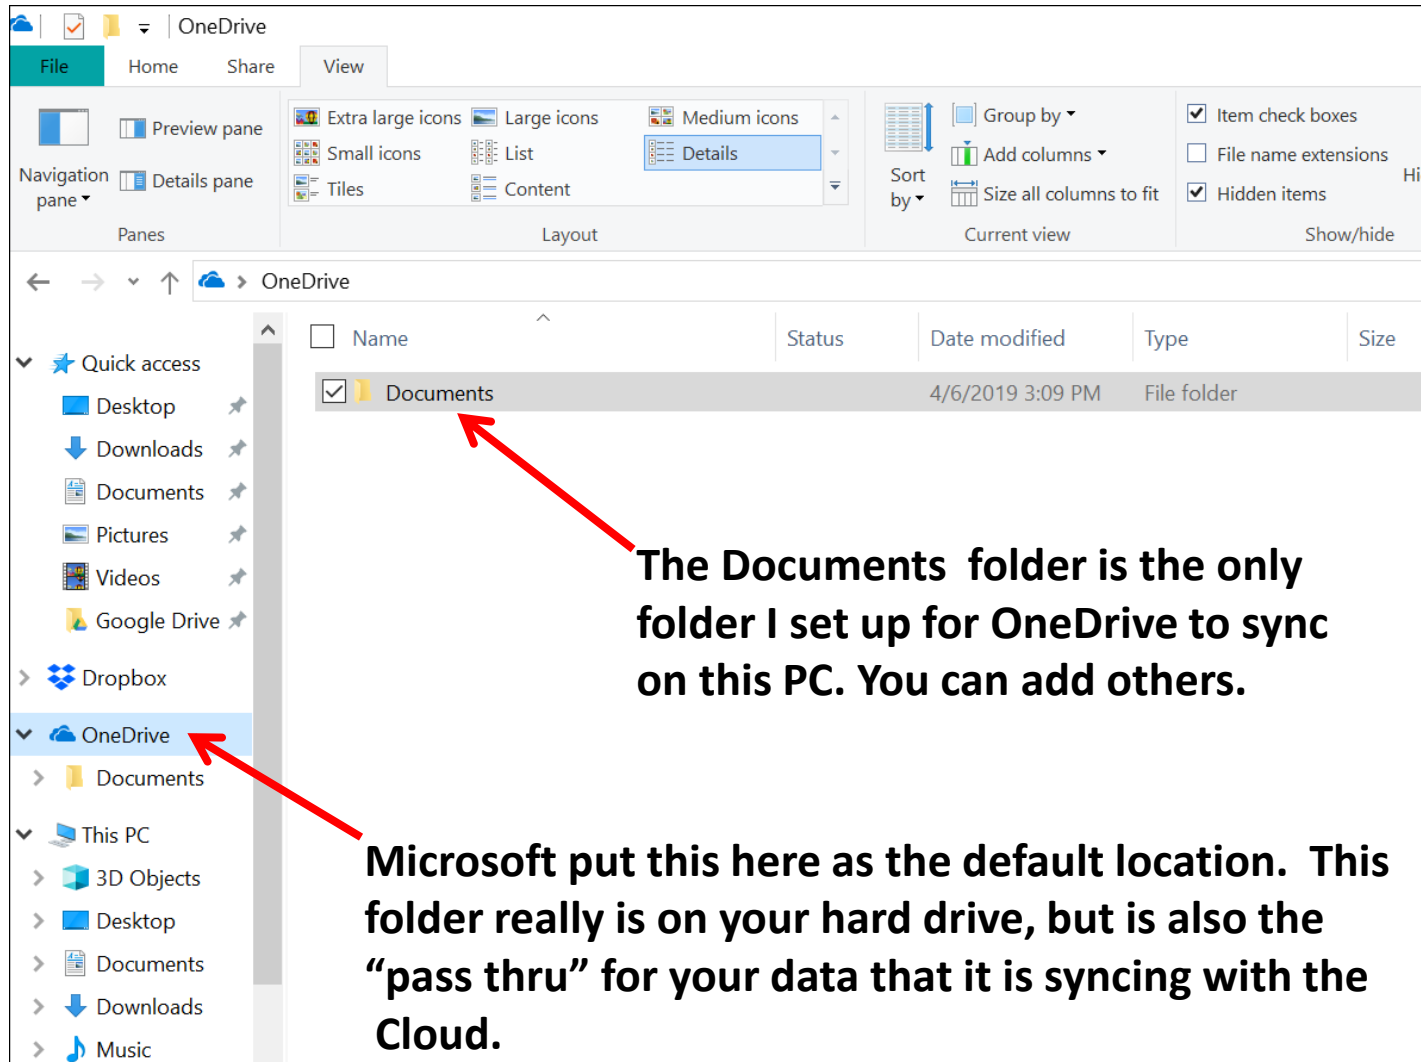 OneDrive
File Home Share View
Preview pane
Details pane
Navigation
pane
Panes
Extra large icons Large icons Medium icons
Small icons List Details
Tiles Content
Layout
Sort
by
Group by
Add columns
Size all columns to fit
Current view
Item check boxes
File name extensions
Hidden items
Hi
Show/hide
OneDrive
Name Status Date modified Type Size
Documents 4/6/2019 3:09 PM File folder
Quick access
Desktop
Downloads
Documents
Pictures
Videos
Google Drive
Dropbox
OneDrive
Documents
This PC
3D Objects
Desktop
Documents
Downloads
Music
The Documents  folder is the only
folder I set up for OneDrive to sync
on this PC. You can add others.
Microsoft put this here as the default location.  This
folder really is on your hard drive, but is also the
“pass thru” for your data that it is syncing with the
Cloud.